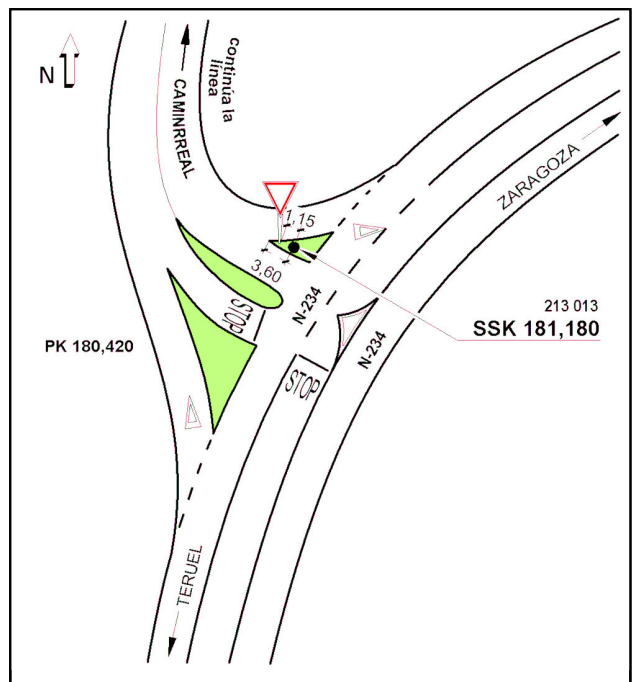 N
CAMINRREAL
continúa la
línea
ZARAGOZA
1,15
3,60
STOP
N-234
213 013
SSK 181,180
PK 180,420
N-234
STOP
TERUEL